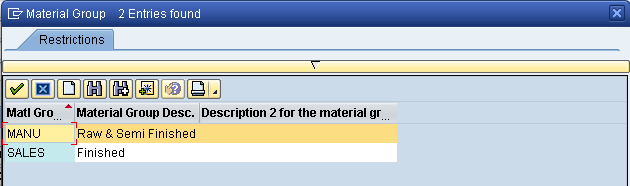 Material Group 2 Entries found
Restrictions
Matl Gro... Material Group Desc. Description 2 for the material gr...
MANU Raw & Semi Finished
SALES Finished